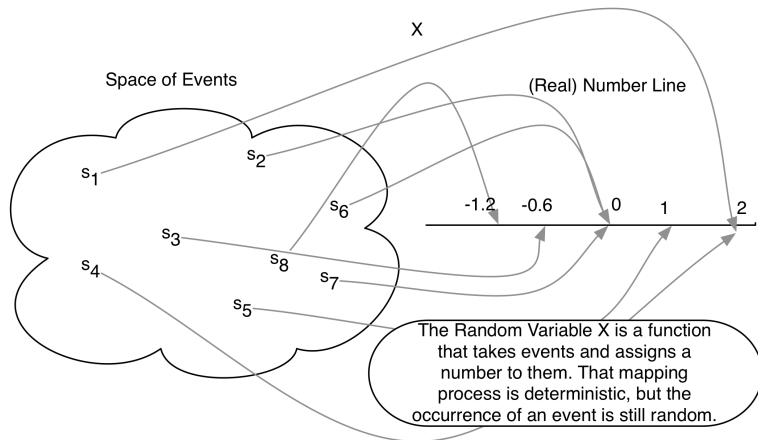 X
Space of Events
(Real) Number Line
s1
s2
s6
s3
s8
s4
s7
s5
-1.2 -0.6 0 1 2
The Random Variable X is a function
that takes events and assigns a
number to them. That mapping
process is deterministic, but the
occurrence of an event is still random.